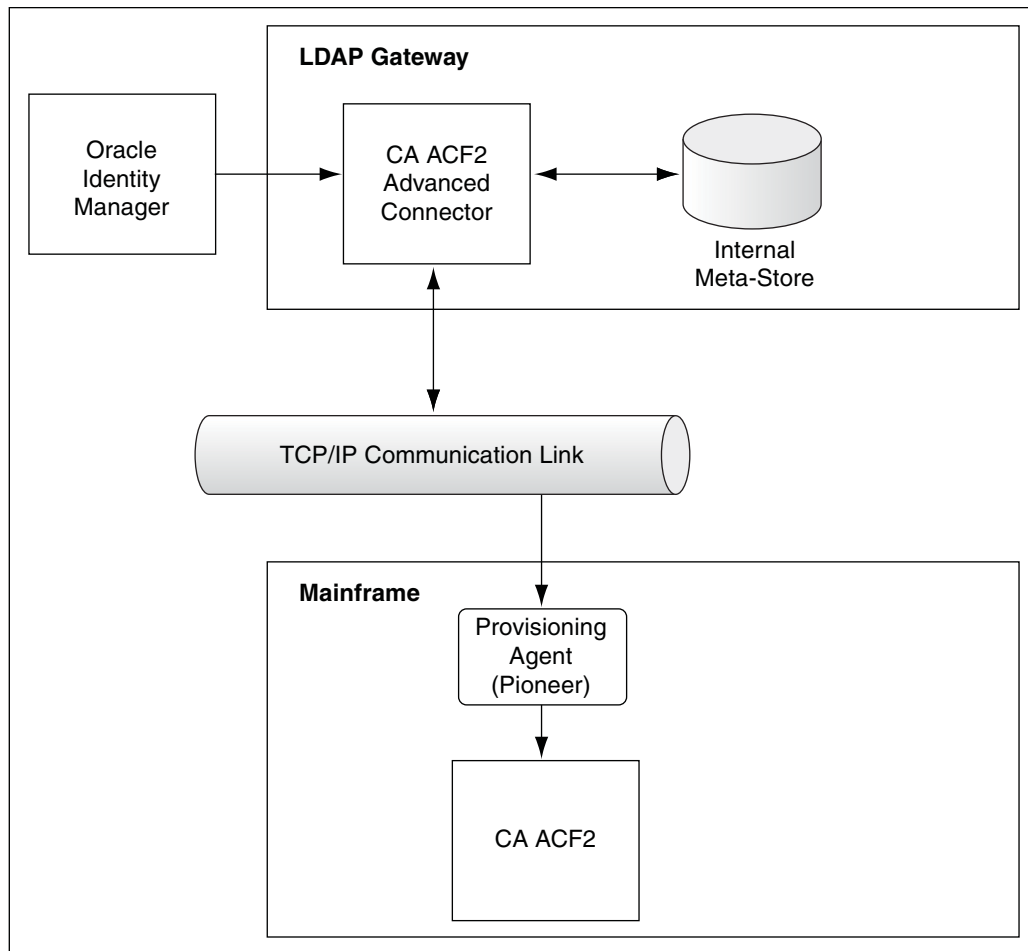 LDAP Gateway
Oracle
Identity
Manager
CA ACF2
Advanced
Connector
Internal
Meta-Store
TCP/IP Communication Link
Mainframe
Provisioning
Agent
(Pioneer)
CA ACF2